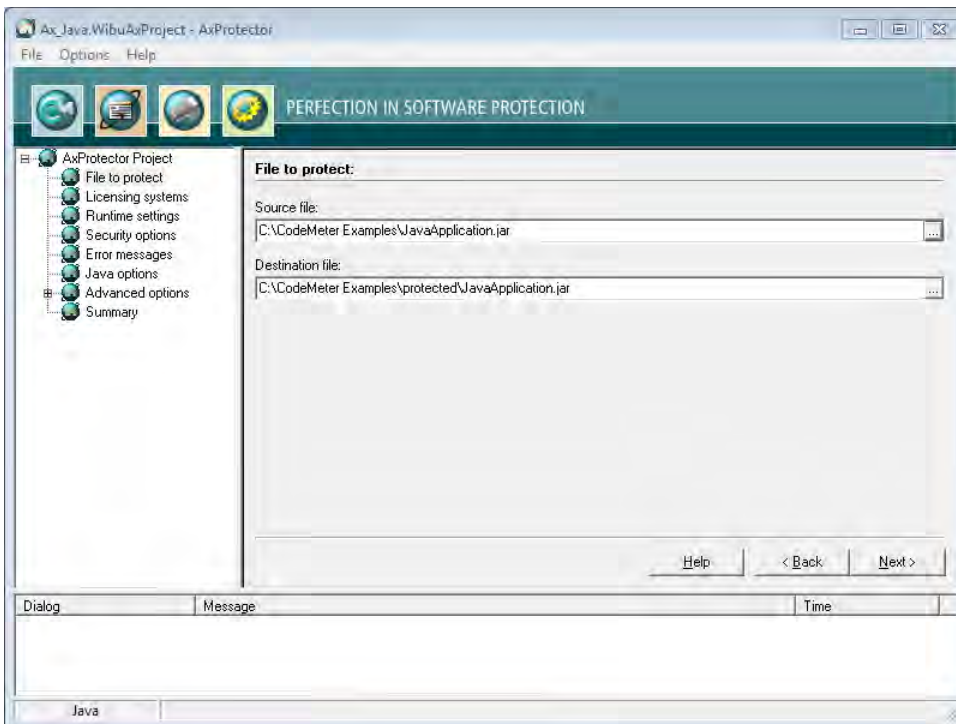 Ax_Java.WibuAxProject - AxProtector
File Options Help
PERFECTION IN SOFTWARE PROTECTION
AxProtector Project
File to protect
Licensing systems
Runtime settings
Security options
Error messages
Java options
Advanced options
Summary
File to protect:
Source file:
C:\CodeMeter Examples\JavaApplication.jar
...
Destination file:
C:\CodeMeter Examples\protected\JavaApplication.jar
...
Help < Back Next >
Dialog Message Time
Java